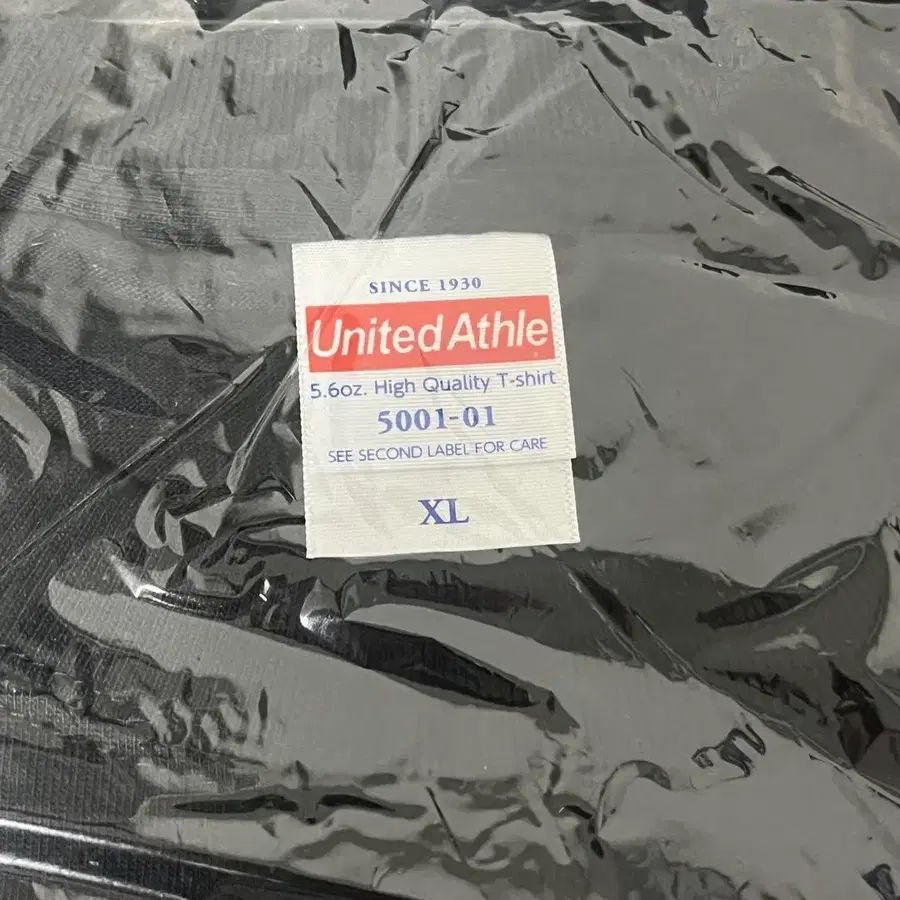 SINCE 1930
United Athle
5.6oz. High Quality T-shirt
5001-01
SEE SECOND LABEL FOR CARE
XL